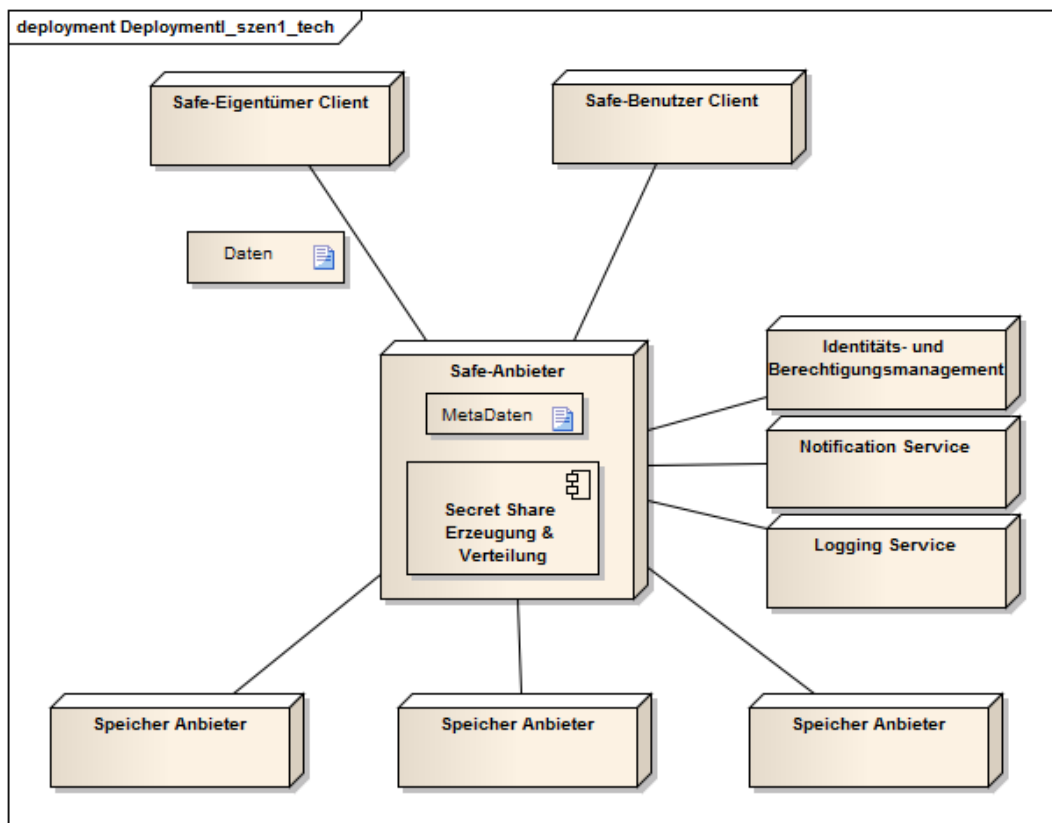 deployment DeploymentI_szen1_tech
Safe-Eigentümer Client
Safe-Benutzer Client
Daten
Safe-Anbieter
MetaDaten
Secret Share
Erzeugung &
Verteilung
Identitäts- und
Berechtigungsmanagement
Notification Service
Logging Service
Speicher Anbieter
Speicher Anbieter
Speicher Anbieter